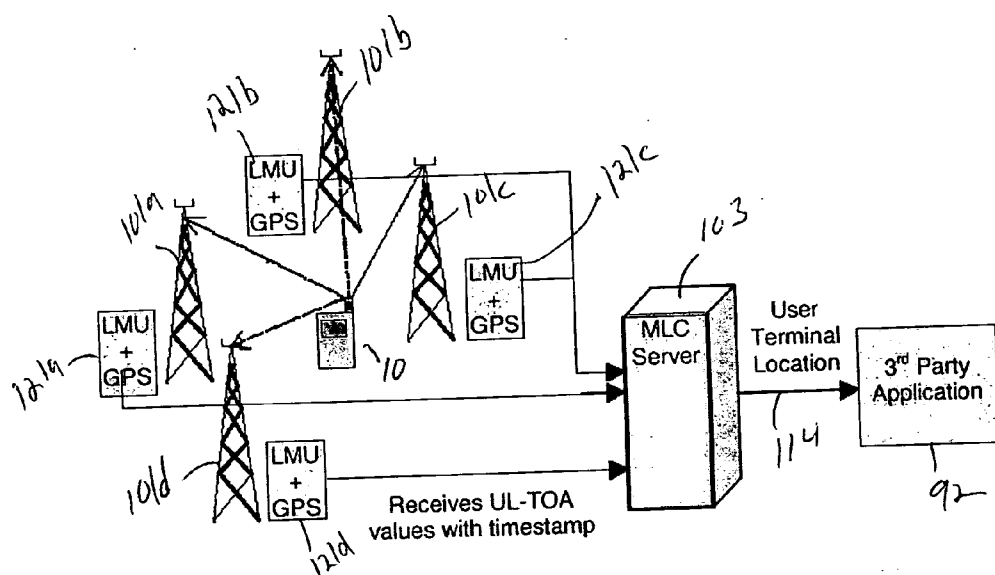 101b
121b
LMU
+
GPS
101c
121c
101a
103
LMU
+
GPS
MLC
Server
User
Terminal
Location
3rd Party
Application
LMU
+
GPS
121a
10
114
92
101d
LMU
+
GPS
Receives UL-TOA
values with timestamp
121d